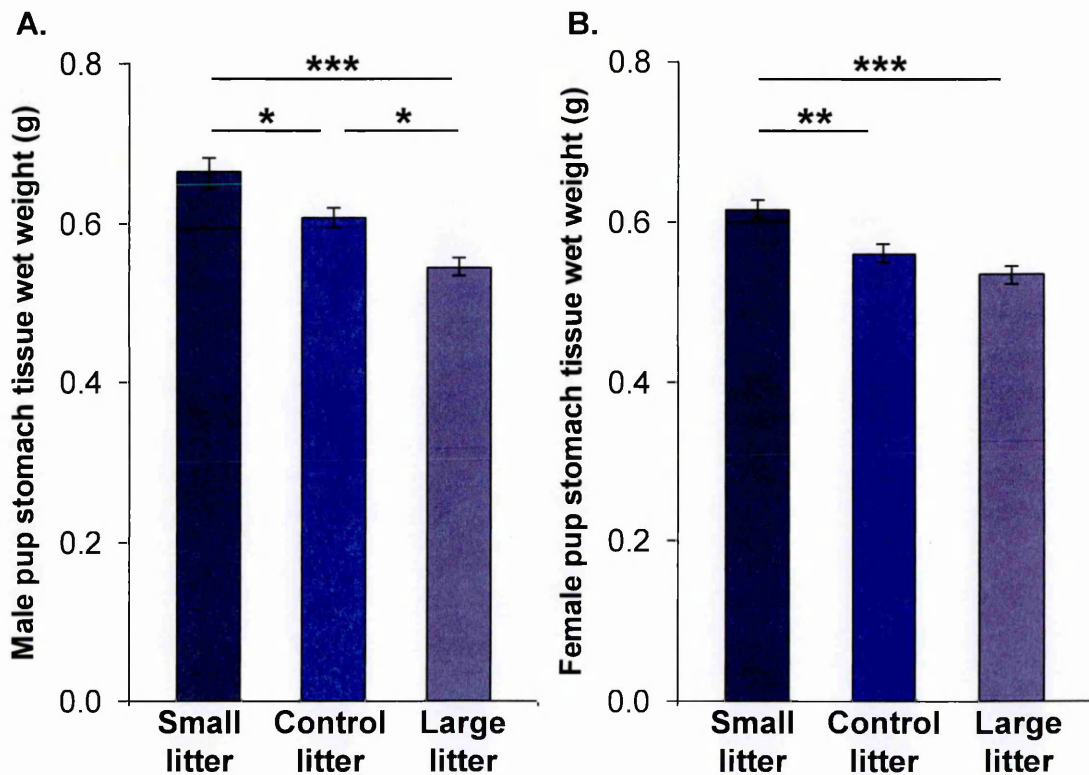 A.
Male pup stomach tissue wet weight (g)
0.8
0.6
0.4
0.2
0.0
***
*
*
Small
litter
Control
litter
Large
litter
B.
Female pup stomach tissue wet weight (g)
0.8
0.6
0.4
0.2
0.0
***
**
Small
litter
Control
litter
Large
litter